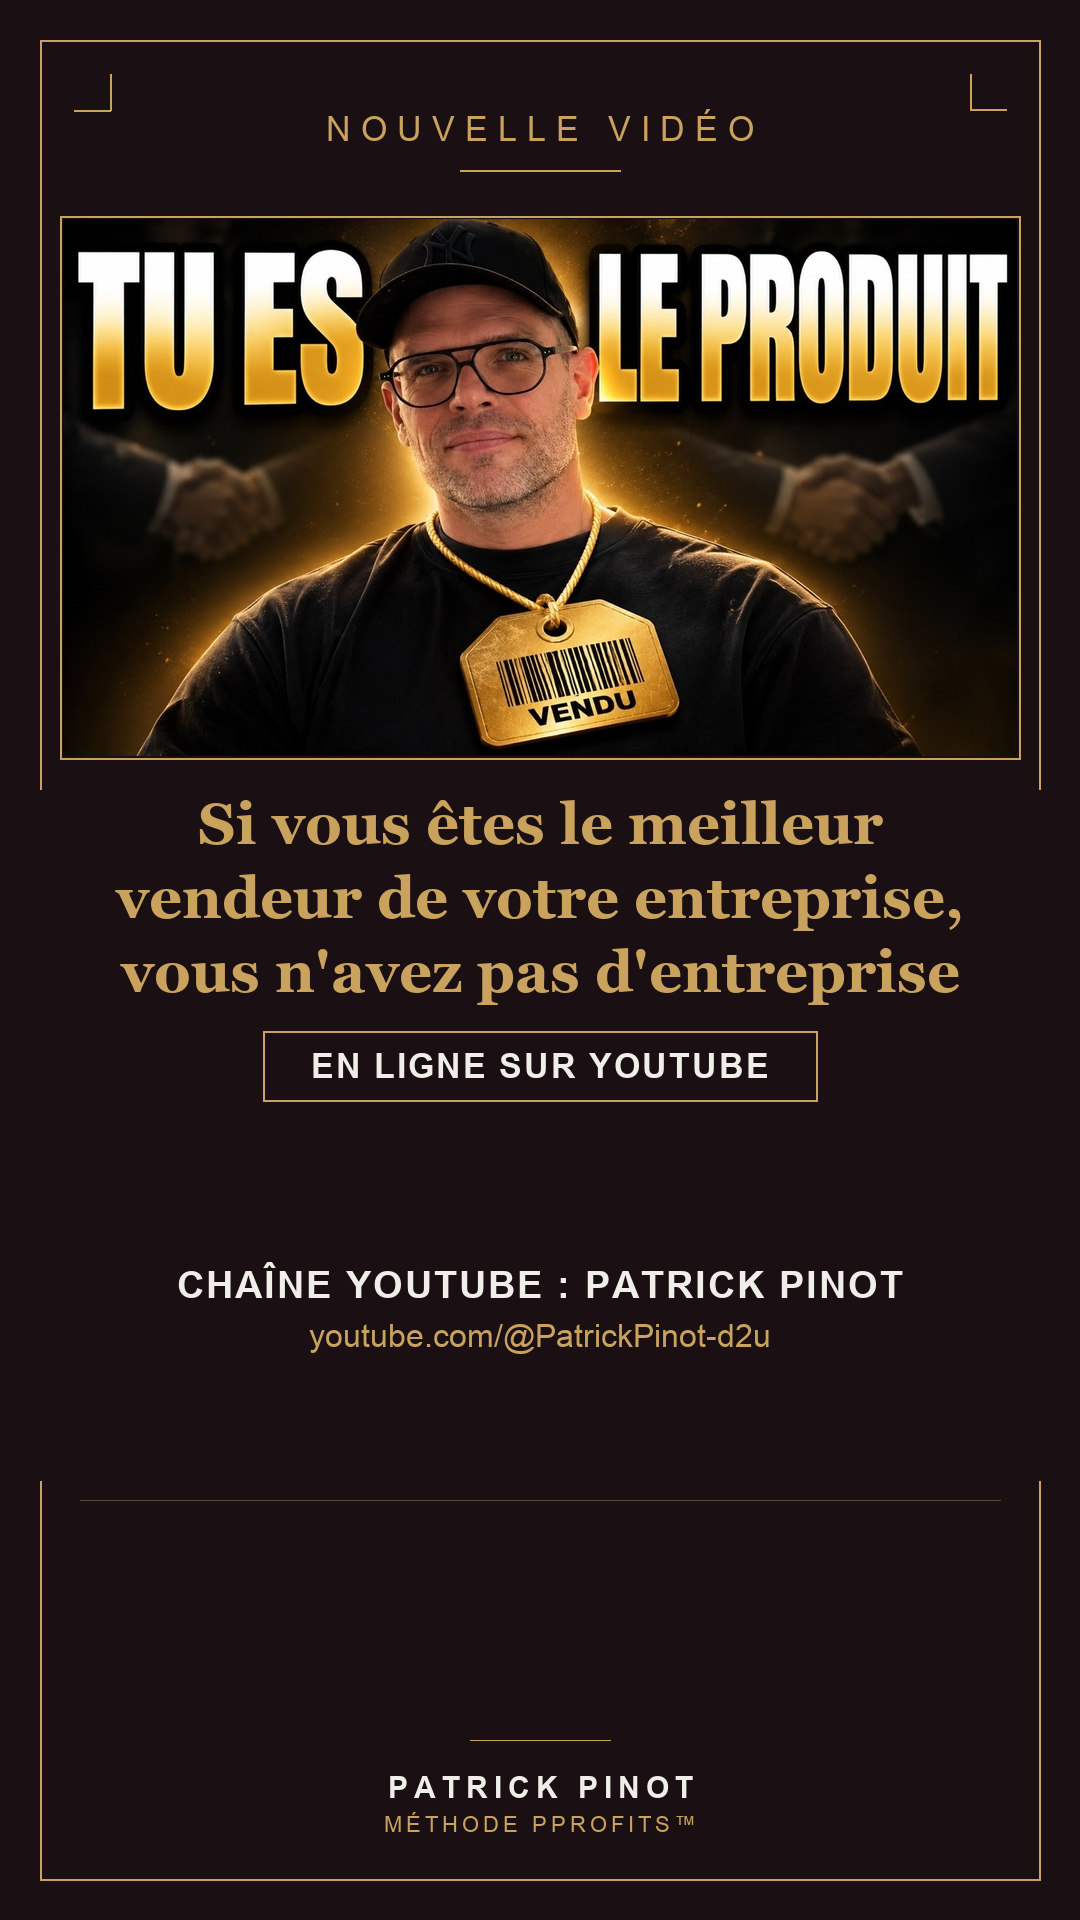 NOUVELLE VIDÉO
TU ES LE PRODUIT
NY
VENDU
Si vous êtes le meilleur
vendeur de votre entreprise,
vous n'avez pas d'entreprise
EN LIGNE SUR YOUTUBE
CHAÎNE YOUTUBE : PATRICK PINOT
youtube.com/@PatrickPinot-d2u
PATRICK PINOT
MÉTHODE PPROFITS™